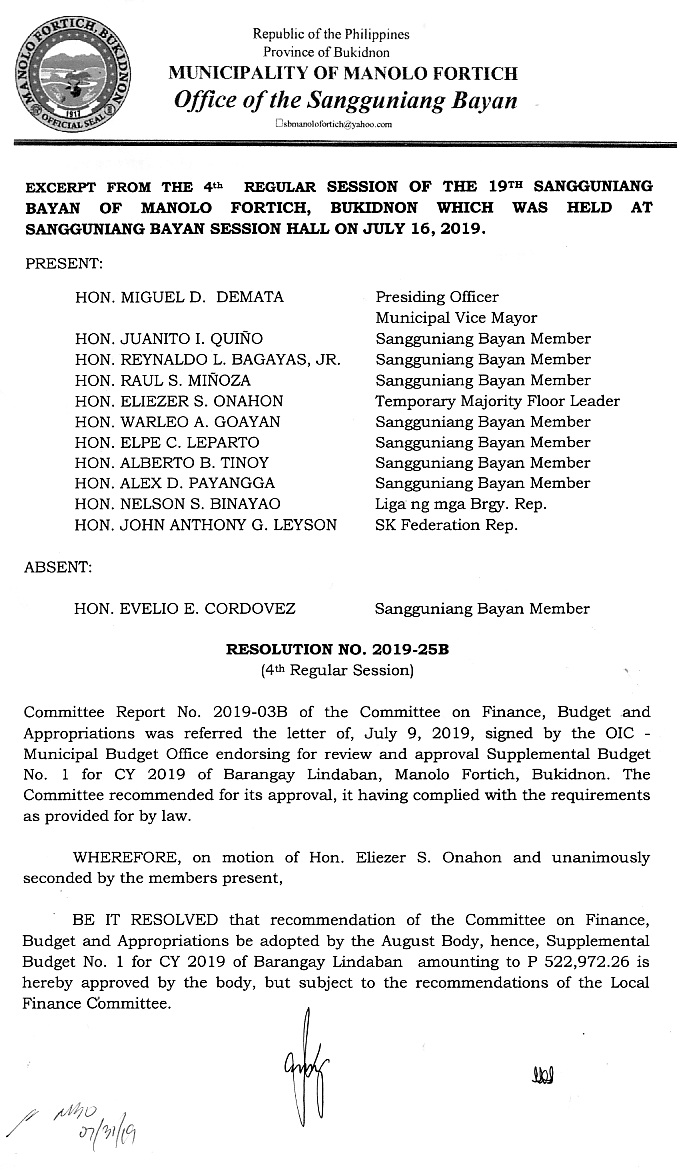 MANOLO FORTICH, BUKIDNON
1917
OFFICIAL SEAL
Republic of the Philippines
Province of Bukidnon
MUNICIPALITY OF MANOLO FORTICH
Office of the Sangguniang Bayan
□sbmanolofortich@yahoo.com
EXCERPT FROM THE 4th REGULAR SESSION OF THE 19TH SANGGUNIANG
BAYAN OF MANOLO FORTICH, BUKIDNON WHICH WAS HELD AT
SANGGUNIANG BAYAN SESSION HALL ON JULY 16, 2019.
PRESENT:
HON. MIGUEL D. DEMATA Presiding Officer
Municipal Vice Mayor
HON. JUANITO I. QUIÑO Sangguniang Bayan Member
HON. REYNALDO L. BAGAYAS, JR. Sangguniang Bayan Member
HON. RAUL S. MIÑOZA Sangguniang Bayan Member
HON. ELIEZER S. ONAHON Temporary Majority Floor Leader
HON. WARLEO A. GOAYAN Sangguniang Bayan Member
HON. ELPE C. LEPARTO Sangguniang Bayan Member
HON. ALBERTO B. TINOY Sangguniang Bayan Member
HON. ALEX D. PAYANGGA Sangguniang Bayan Member
HON. NELSON S. BINAYAO Liga ng mga Brgy. Rep.
HON. JOHN ANTHONY G. LEYSON SK Federation Rep.
ABSENT:
HON. EVELIO E. CORDOVEZ Sangguniang Bayan Member
RESOLUTION NO. 2019-25B
(4th Regular Session)
Committee Report No. 2019-03B of the Committee on Finance, Budget and
Appropriations was referred the letter of, July 9, 2019, signed by the OIC -
Municipal Budget Office endorsing for review and approval Supplemental Budget
No. 1 for CY 2019 of Barangay Lindaban, Manolo Fortich, Bukidnon. The
Committee recommended for its approval, it having complied with the requirements
as provided for by law.
WHEREFORE, on motion of Hon. Eliezer S. Onahon and unanimously
seconded by the members present,
BE IT RESOLVED that recommendation of the Committee on Finance,
Budget and Appropriations be adopted by the August Body, hence, Supplemental
Budget No. 1 for CY 2019 of Barangay Lindaban amounting to P 522,972.26 is
hereby approved by the body, but subject to the recommendations of the Local
Finance Committee.
07/31/19